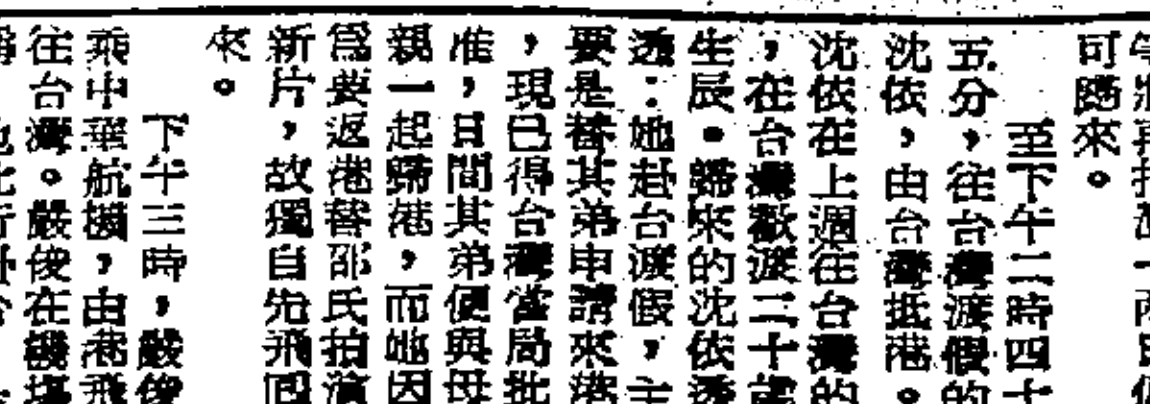 可賜來。
至下午二時四十
五分，往台灣渡假的
沈依，由台灣抵港。
沈依在上週往台灣的
，在台灣歡渡二十歲
生辰。歸來的沈依透
透：她赴台渡假，主
要是替其弟申請來港
，現已得台灣當局批
准，日間其弟便與母
親一起歸港，而她因
爲要返港替邵氏拍演
新片，故獨自先飛回
來。
下午三時，嚴俊
乘中華航機，由港飛
往台灣。嚴俊在機場